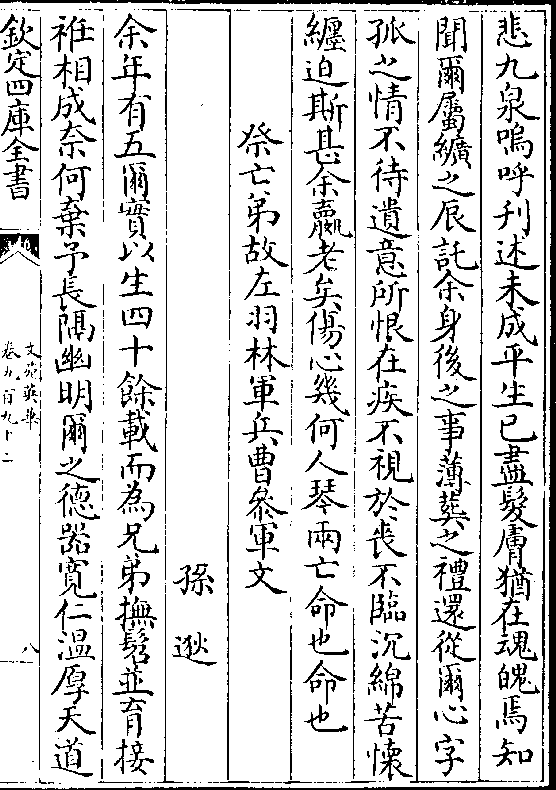 悲九泉嗚呼刋述未成平生已盡髮膚猶在魂魄焉知
聞爾屬纊之辰託余身後之事薄葬之禮還從爾心字
孤之情不待遺意所恨在疾不視於喪不臨沉綿苦懐
纒迫斯甚余羸老矣傷心幾何人琴兩亡命也命也
祭亡弟故左羽林軍兵曹參軍文
孫逖
余年有五爾實以生四十餘載而為兄弟撫髫並育接
袵相成奈何棄予長隔幽明爾之德器寛仁温厚天道
欽定四庫全書
文苑英華
卷九百九十二
八